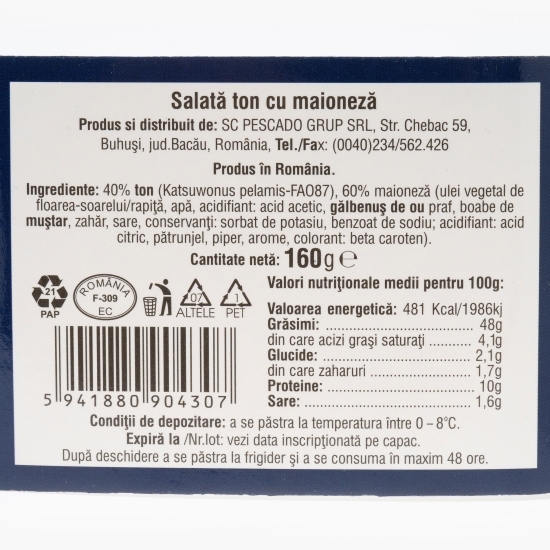 Salată ton cu maioneză
Produs si distribuit de: SC PESCADO GRUP SRL, Str. Chebac 59,
Buhuşi, jud.Bacău, România, Tel./Fax: (0040)234/562.426
Produs în România.
Ingrediente: 40% ton (Katsuwonus pelamis-FAO87), 60% maioneză (ulei vegetal de
floarea-soarelui/rapiţă, apă, acidifiant: acid acetic, gălbenuş de ou praf, boabe de
muştar, zahăr, sare, conservanţi: sorbat de potasiu, benzoat de sodiu; acidifiant: acid
citric, pătrunjel, piper, arome, colorant: beta caroten).
Cantitate netă: 160g ℮
21
PAP
ROMÂNIA
F-309
EC
07
ALTELE
1
PET
Valori nutriţionale medii pentru 100g:
Valoarea energetică: 481 Kcal/1986kj
Grăsimi: 48g
din care acizi graşi saturaţi 4,1g
Glucide: 2,1g
din care zaharuri 1,7g
Proteine: 10g
Sare: 1,6g
5 941880 904307
Condiţii de depozitare: a se păstra la temperatura între 0 – 8°C.
Expiră la /Nr.lot: vezi data inscripţionată pe capac.
După deschidere a se păstra la frigider şi a se consuma în maxim 48 ore.